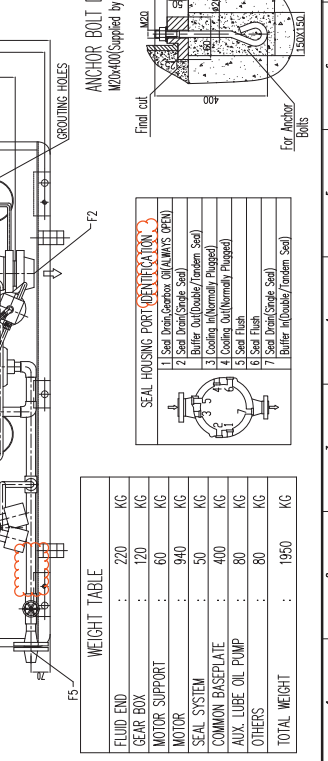 ANCHOR BOLT
M20x400(Supplied by
GROUTING HOLES
F2
F5
M20
50
60
400
150X150
Final cut
For Anchor
Bolts
SEAL HOUSING PORT IDENTIFICATION
1 Seal Drain,Gearbox Oil(ALWAYS OPEN)
2 Seal Drain(Single Seal)
Buffer Out(Double/Tandem Seal)
3 Cooling In(Normally Plugged)
4 Cooling Out(Normally Plugged)
5 Seal Flush
6 Seal Flush
7 Seal Drain(Single Seal)
Buffer In(Double/Tandem Seal)
WEIGHT TABLE
FLUID END : 220 KG
GEAR BOX : 120 KG
MOTOR SUPPORT : 60 KG
MOTOR : 940 KG
SEAL SYSTEM : 50 KG
COMMON BASEPLATE : 400 KG
AUX. LUBE OIL PUMP : 80 KG
OTHERS : 80 KG
TOTAL WEIGHT : 1950 KG